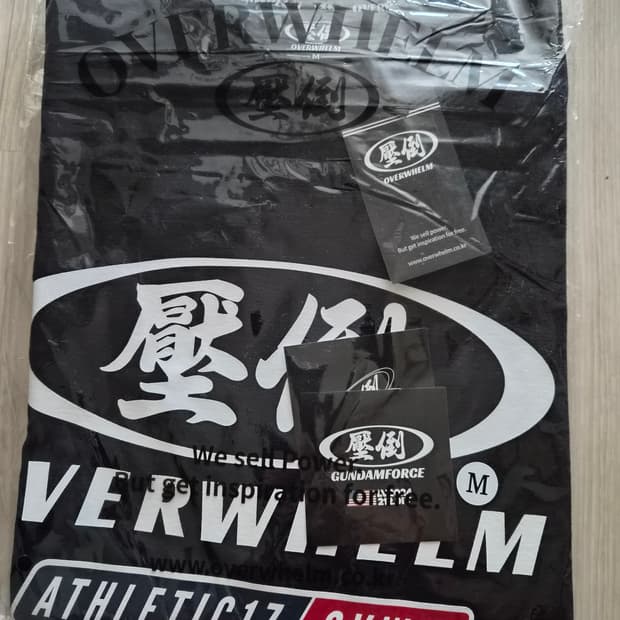 OVERWHELM
OVERWHELM
M
壓倒
壓倒
OVERWHELM
We sell power.
But get inspiration for free.
www.overwhelm.co.kr
壓倒
壓倒
GUNDAMFORCE
M
We sell Power
But get inspiration for free.
VERWHELM
www.overwhelm.co.kr
ATHLETIC17